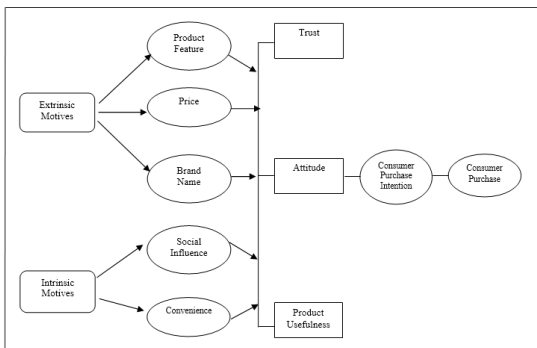 Product
Feature
Trust
Extrinsic
Motives
Price
Brand
Name
Attitude
Consumer
Purchase
Intention
Consumer
Purchase
Social
Influence
Intrinsic
Motives
Convenience
Product
Usefulness